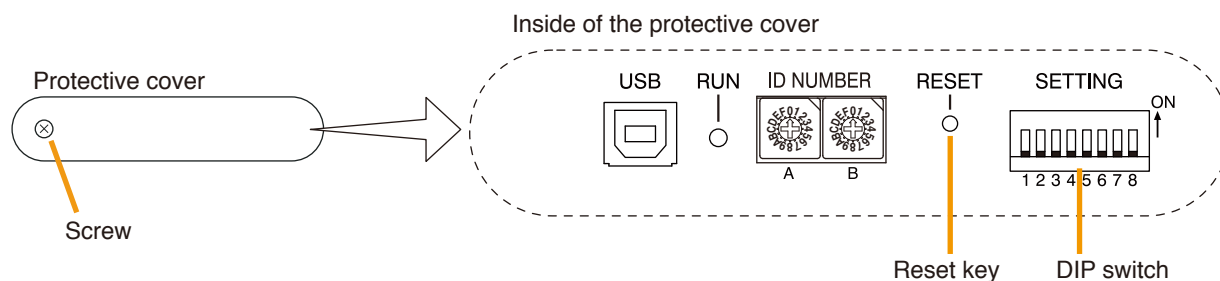 Inside of the protective cover
Protective cover
Screw
USB
RUN
ID NUMBER
RESET
SETTING
ON
0123456789ABCDEF
0123456789ABCDEF
A
B
1 2 3 4 5 6 7 8
Reset key
DIP switch